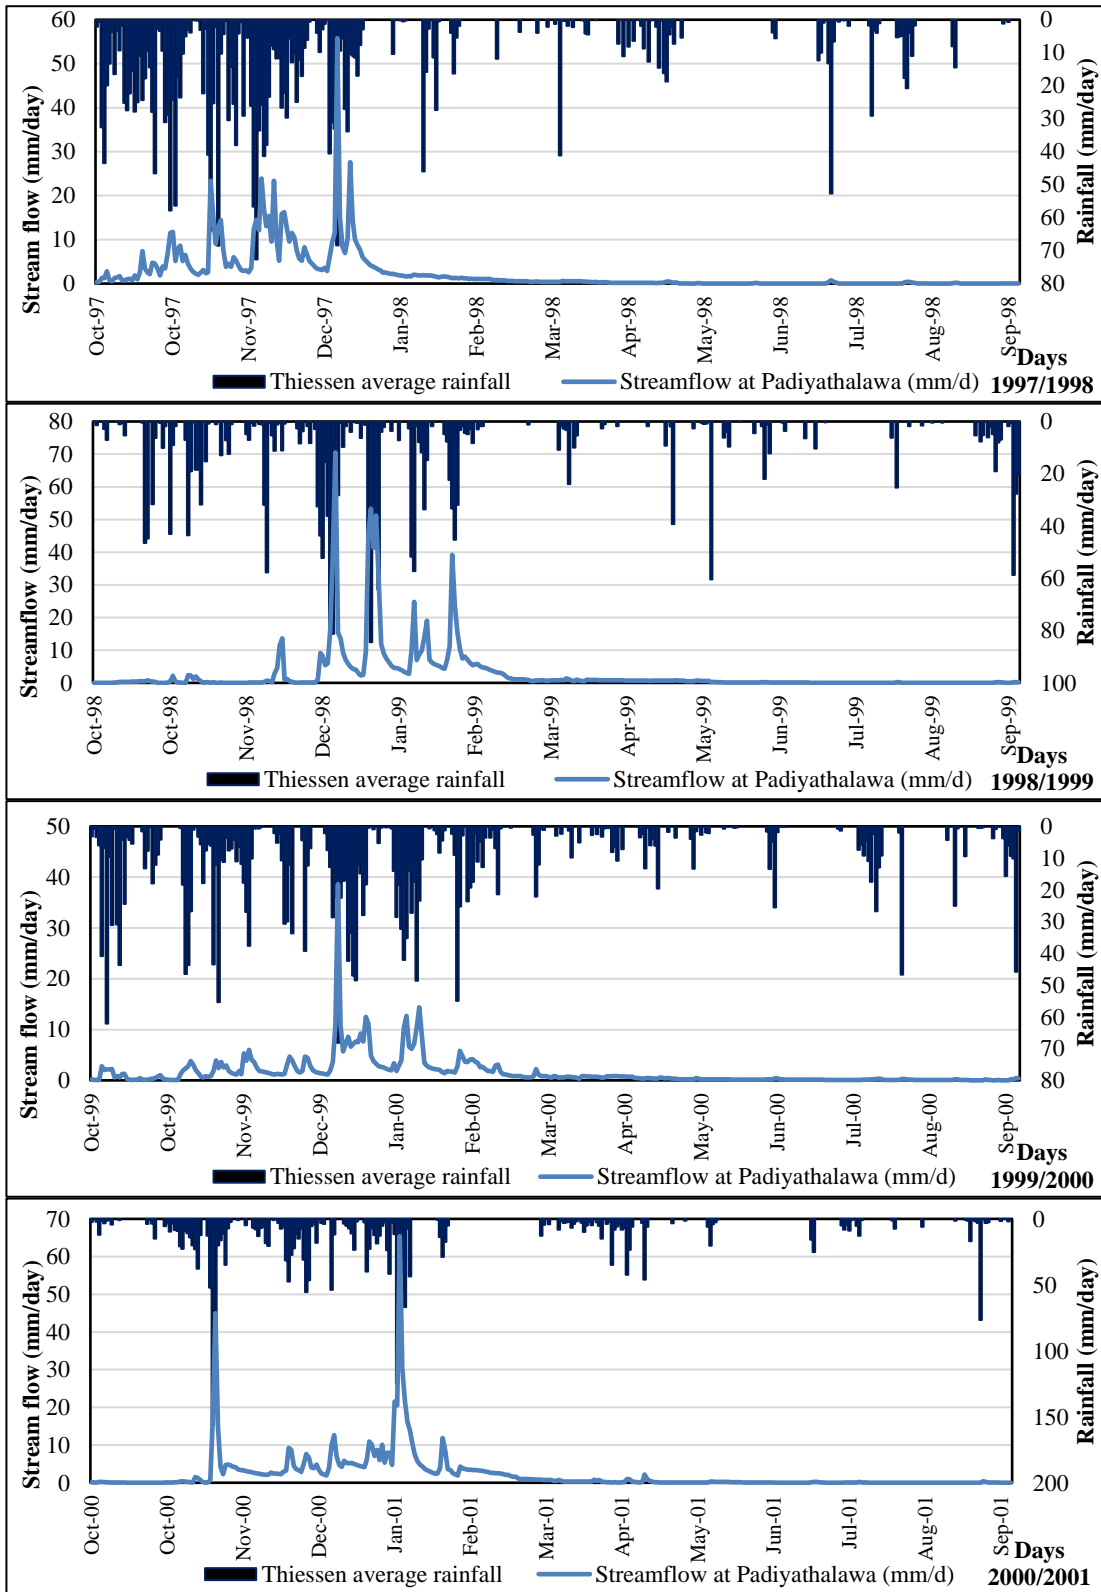 60
50
40
30
20
10
0
Stream flow (mm/day)
0
10
20
30
40
50
60
70
80
Rainfall (mm/day)
Oct-97
Oct-97
Nov-97
Dec-97
Jan-98
Feb-98
Mar-98
Apr-98
May-98
Jun-98
Jul-98
Aug-98
Sep-98
Days
1997/1998
Thiessen average rainfall
Streamflow at Padiyathalawa (mm/d)
80
70
60
50
40
30
20
10
0
Streamflow (mm/day)
0
20
40
60
80
100
Rainfall (mm/day)
Oct-98
Oct-98
Nov-98
Dec-98
Jan-99
Feb-99
Mar-99
Apr-99
May-99
Jun-99
Jul-99
Aug-99
Sep-99
Days
1998/1999
Thiessen average rainfall
Streamflow at Padiyathalawa (mm/d)
50
40
30
20
10
0
Stream flow (mm/day)
0
10
20
30
40
50
60
70
80
Rainfall (mm/day)
Oct-99
Oct-99
Nov-99
Dec-99
Jan-00
Feb-00
Mar-00
Apr-00
May-00
Jun-00
Jul-00
Aug-00
Sep-00
Days
1999/2000
Thiessen average rainfall
Streamflow at Padiyathalawa (mm/d)
70
60
50
40
30
20
10
0
Stream flow (mm/day)
0
50
100
150
200
Rainfall (mm/day)
Oct-00
Oct-00
Nov-00
Dec-00
Jan-01
Feb-01
Mar-01
Apr-01
May-01
Jun-01
Jul-01
Aug-01
Sep-01
Days
2000/2001
Thiessen average rainfall
Streamflow at Padiyathalawa (mm/d)